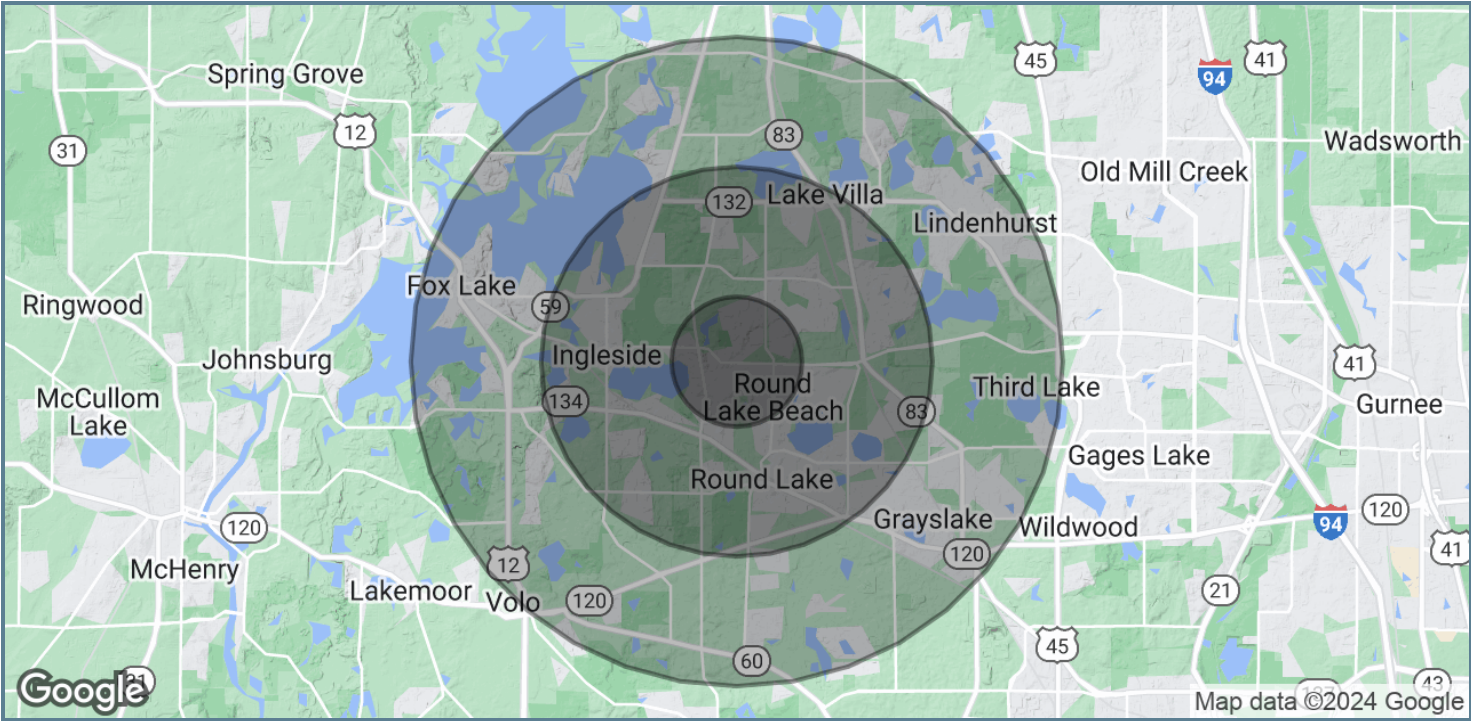 45
41
94
Spring Grove
12
31
83
Wadsworth
Old Mill Creek
132
Lake Villa
Lindenhurst
Fox Lake
59
Ringwood
Johnsburg
Ingleside
41
Round
Lake Beach
Third Lake
McCullom
Lake
134
83
Gurnee
Gages Lake
Round Lake
120
Grayslake
Wildwood
94
120
120
41
McHenry
12
Lakemoor
Volo
120
21
45
60
Google
31
43
137
Map data ©2024 Google